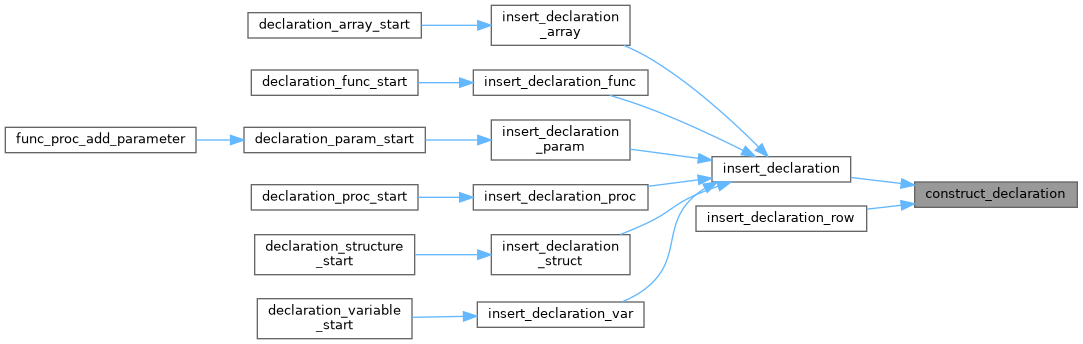 declaration_array_start
insert_declaration
_array
declaration_func_start
insert_declaration_func
func_proc_add_parameter
declaration_param_start
insert_declaration
_param
insert_declaration
construct_declaration
declaration_proc_start
insert_declaration_proc
insert_declaration_row
declaration_structure
_start
insert_declaration
_struct
declaration_variable
_start
insert_declaration_var